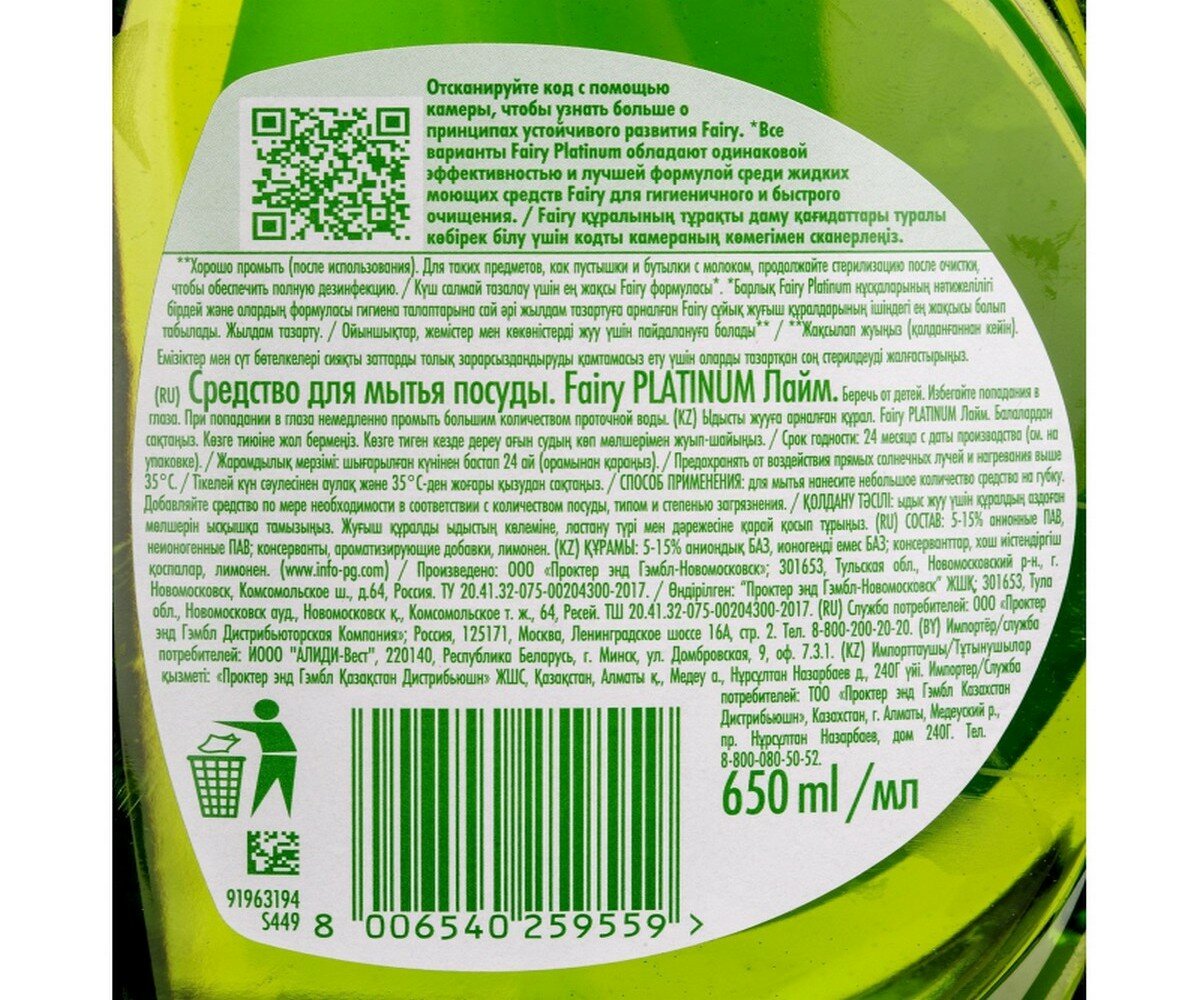 Отсканируйте код с помощью
камеры, чтобы узнать больше о
принципах устойчивого развития Fairy. *Все
варианты Fairy Platinum обладают одинаковой
эффективностью и лучшей формулой среди жидких
моющих средств Fairy для гигиеничного и быстрого
очищения. / Fairy құралының тұрақты даму қағидаттары туралы
көбірек білу үшін кодты камераның көмегімен сканерлеңіз.
**Хорошо промыть (после использования). Для таких предметов, как пустышки и бутылки с молоком, продолжайте стерилизацию после очистки,
чтобы обеспечить полную дезинфекцию. / Күш салмай тазалау үшін ең жақсы Fairy формуласы*. *Барлық Fairy Platinum нұсқаларының нәтижелілігі
бірдей және олардың формуласы гигиена талаптарына сай әрі жылдам тазартуға арналған Fairy сұйық жуғыш құралдарының ішіндегі ең жақсысы болып
табылады. Жылдам тазарту. / Ойыншықтар, жемістер мен көкөністерді жуу үшін пайдалануға болады** / **Жақсылап жуыңыз (қолданғаннан кейін).
Емізіктер мен сүт бөтелкелері сияқты заттарды толық зарарсыздандыруды қамтамасыз ету үшін оларды тазартқан соң стерилдеуді жалғастырыңыз.
(RU) Средство для мытья посуды. Fairy PLATINUM Лайм. Беречь от детей. Избегайте попадания в
глаза. При попадании в глаза немедленно промыть большим количеством проточной воды. (KZ) Ыдысты жууға арналған құрал. Fairy PLATINUM Лайм. Балалардан
сақтаңыз. Көзге тиюіне жол бермеңіз. Көзге тиген кезде дереу ағын судың көп мөлшерімен жуып-шайыңыз. / Срок годности: 24 месяца с даты производства (см. на
упаковке). / Жарамдылық мерзімі: шығарылған күнінен бастап 24 ай (орамынан қараңыз). / Предохранять от воздействия прямых солнечных лучей и нагревания выше
35°C. / Тікелей күн сәулесінен аулақ және 35°C-ден жоғары қызудан сақтаңыз. / СПОСОБ ПРИМЕНЕНИЯ: для мытья нанесите небольшое количество средства на губку.
Добавляйте средство по мере необходимости в соответствии с количеством посуды, типом и степенью загрязнения. / ҚОЛДАНУ ТӘСІЛІ: ыдыс жуу үшін құралдың аздоған
мөлшерін ысқышқа тамызыңыз. Жуғыш құралды ыдыстың көлеміне, ластану түрі мен дәрежесіне қарай қосып тұрыңыз. (RU) СОСТАВ: 5-15% анионные ПАВ,
неионогенные ПАВ; консерванты, ароматизирующие добавки, лимонен. (KZ) ҚҰРАМЫ: 5-15% аниондық БАЗ, ионогенді емес БАЗ; консерванттар, хош иістендіргіш
қоспалар, лимонен. (www.info-pg.com) / Произведено: ООО «Проктер энд Гэмбл-Новомосковск»; 301653, Тульская обл., Новомосковский р-н., г.
Новомосковск, Комсомольское ш., д.64, Россия. ТУ 20.41.32-075-00204300-2017. / Өндірілген: "Проктер энд Гэмбл-Новомосковск" ЖШҚ; 301653, Тула
обл., Новомосковск ауд., Новомосковск қ., Комсомольское т. ж., 64, Ресей. ТШ 20.41.32-075-00204300-2017. (RU) Служба потребителей: ООО «Проктер
энд Гэмбл Дистрибьюторская Компания»; Россия, 125171, Москва, Ленинградское шоссе 16А, стр. 2. Тел. 8-800-200-20-20. (BY) Импортёр/служба
потребителей: ИООО "АЛИДИ-Вест", 220140, Республика Беларусь, г. Минск, ул. Домбровская, 9, оф. 7.3.1. (KZ) Импорттаушы/Тұтынушылар
қызметі: «Проктер энд Гэмбл Қазақстан Дистрибьюшн» ЖШС, Қазақстан, Алматы қ., Медеу а., Нұрсұлтан Назарбаев д., 240Г үйі. Импортер/Служба
потребителей: ТОО «Проктер энд Гэмбл Казахстан
Дистрибьюшн», Казахстан, г. Алматы, Медеуский р.,
пр. Нұрсұлтан Назарбаев, дом 240Г. Тел.
8-800-080-50-52.
650 ml / мл
91963194
S449
8 006540 259559 >